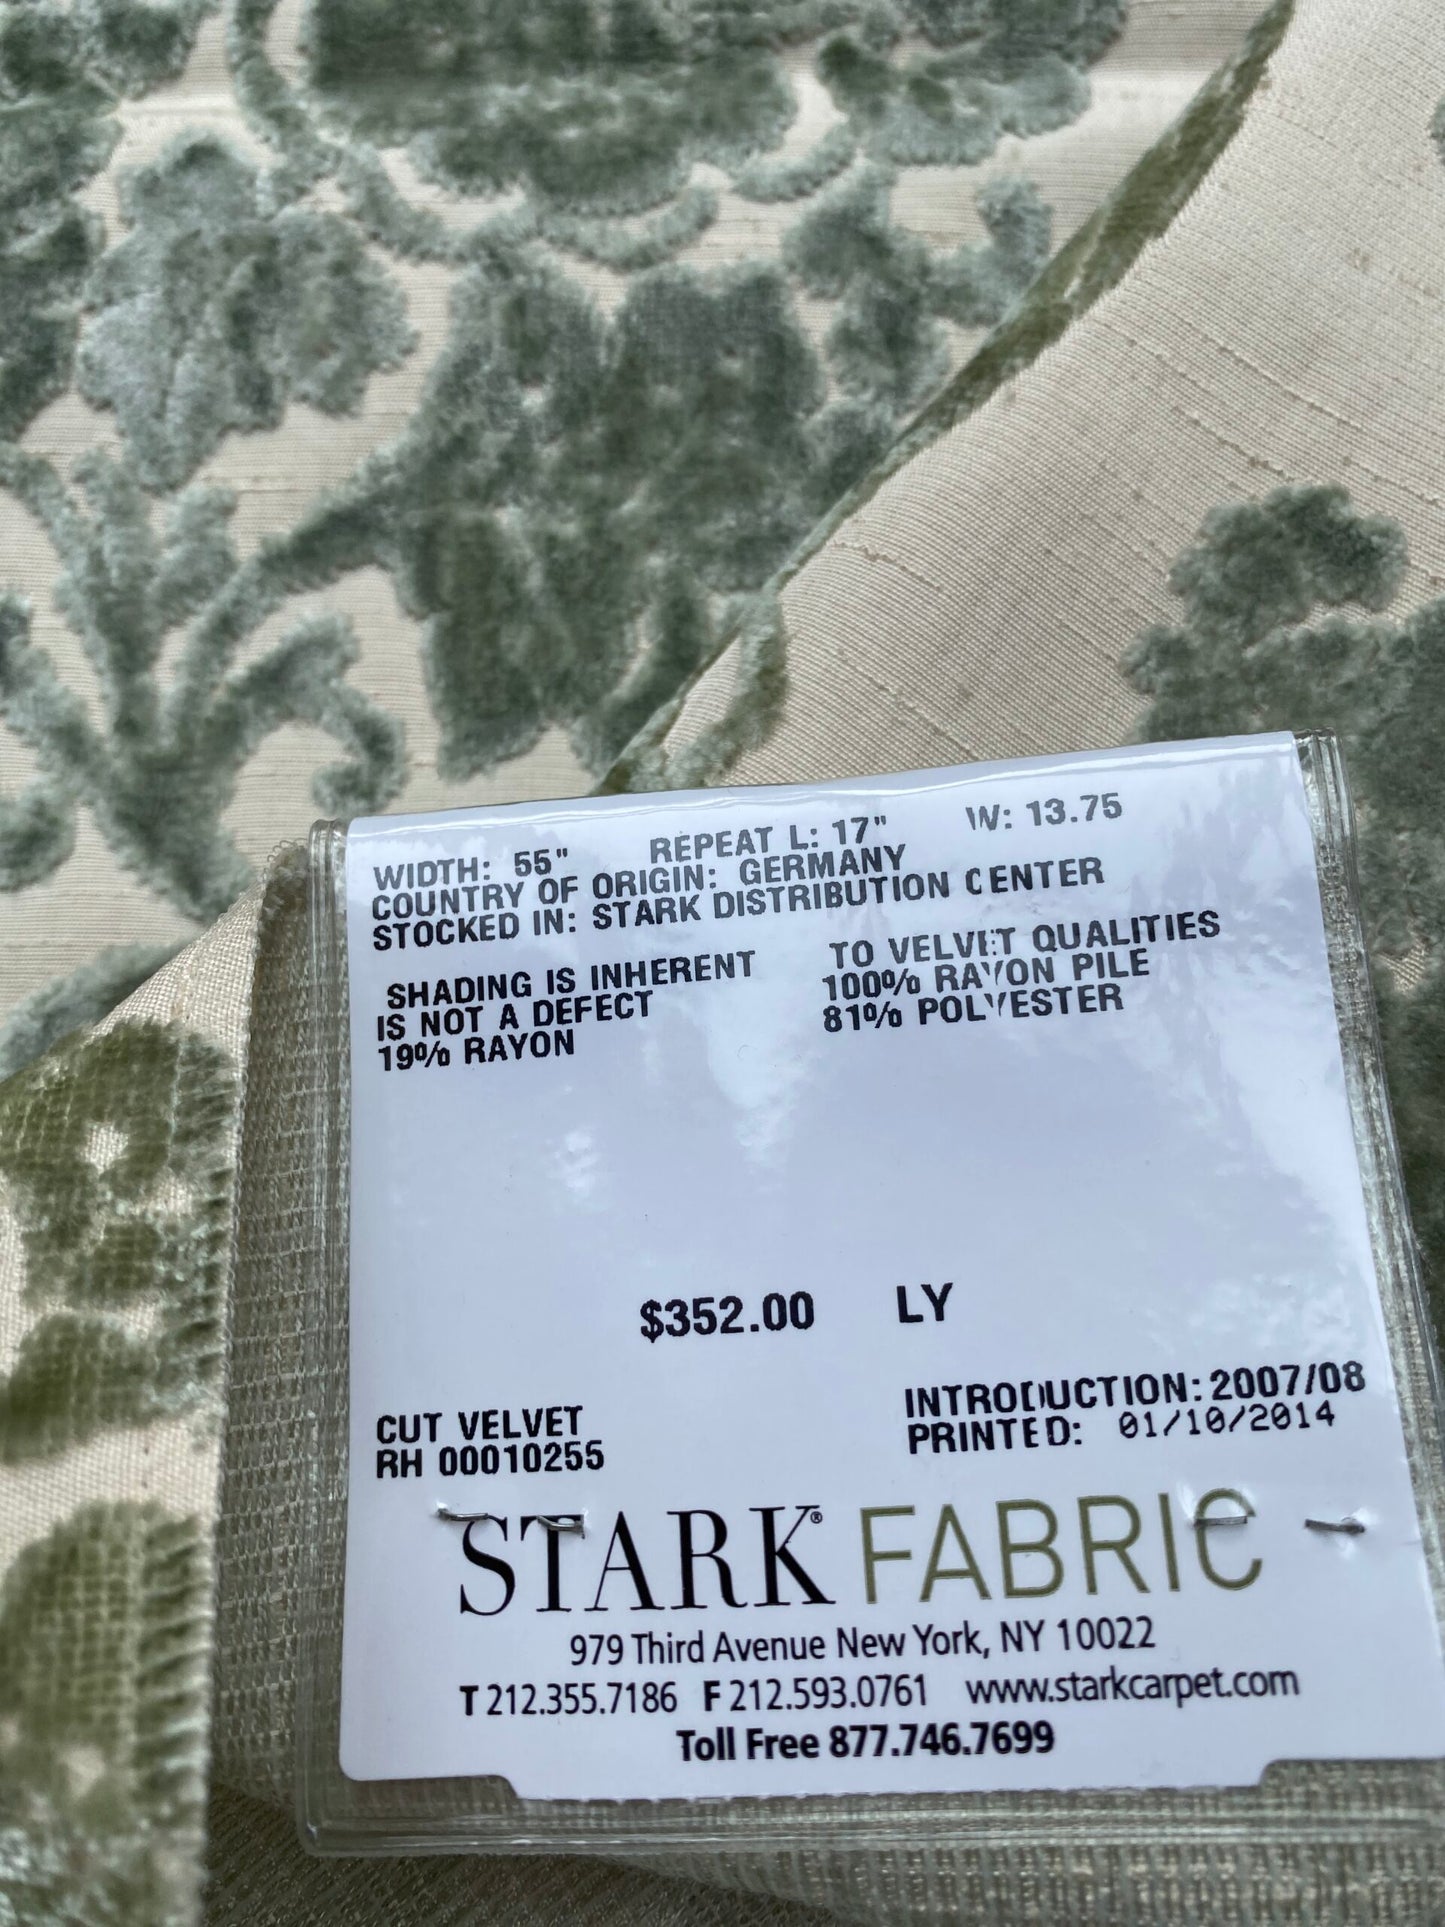 WIDTH: 55" REPEAT L: 17" W: 13.75
COUNTRY OF ORIGIN: GERMANY
STOCKED IN: STARK DISTRIBUTION CENTER
SHADING IS INHERENT TO VELVET QUALITIES
IS NOT A DEFECT 100% RAYON PILE
19% RAYON 81% POLYESTER
$352.00 LY
CUT VELVET INTRODUCTION: 2007/08
RH 00010255 PRINTED: 01/10/2014
STARK® FABRIC
979 Third Avenue New York, NY 10022
T 212.355.7186 F 212.593.0761 www.starkcarpet.com
Toll Free 877.746.7699